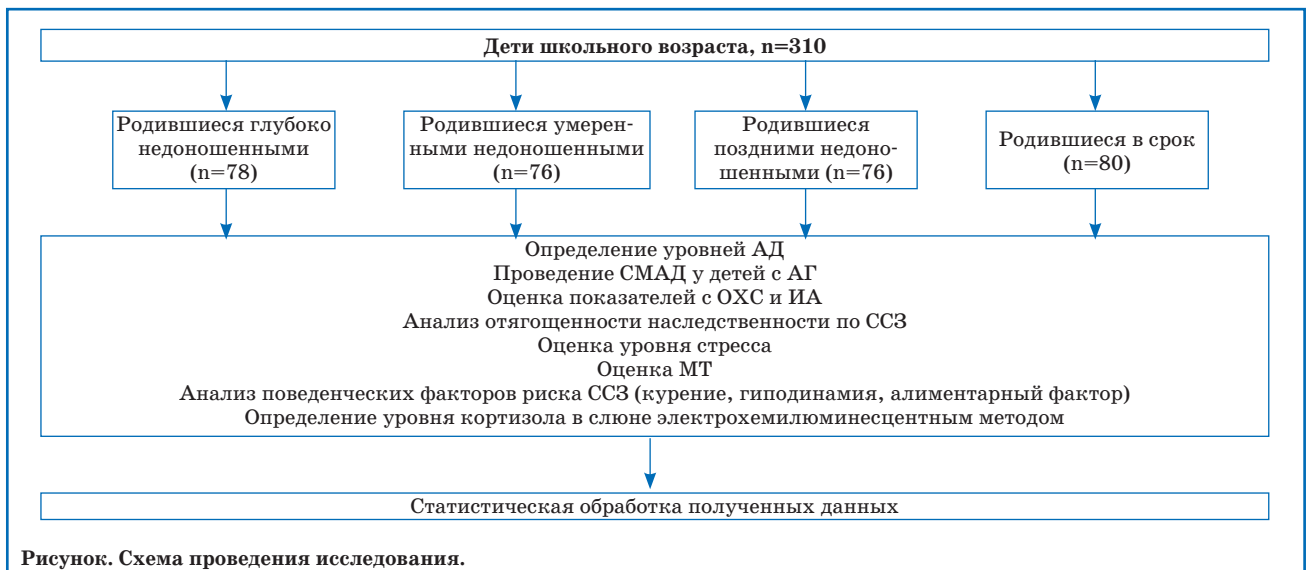 Дети школьного возраста, n=310
Родившиеся глубоко
недоношенными
(n=78)
Родившиеся умерен-
ными недоношенными
(n=76)
Родившиеся
поздними недоно-
шенными (n=76)
Родившиеся в срок
(n=80)
Определение уровней АД
Проведение СМАД у детей с АГ
Оценка показателей с ОХС и ИА
Анализ отягощенности наследственности по ССЗ
Оценка уровня стресса
Оценка МТ
Анализ поведенческих факторов риска ССЗ (курение, гиподинамия, алиментарный фактор)
Определение уровня кортизола в слюне электрохемилюминесцентным методом
Статистическая обработка полученных данных
Рисунок. Схема проведения исследования.